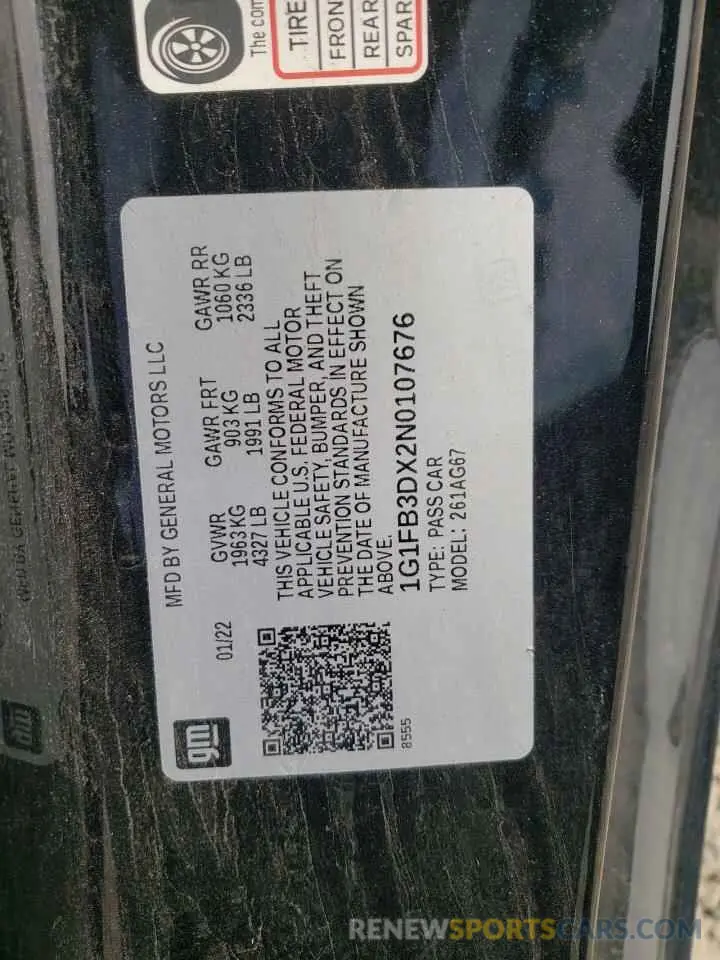 The com
TIRE
FRON
REAR
SPAR
MFD BY GENERAL MOTORS LLC
01/22
GVWR GAWR FRT GAWR RR
1963 KG 903 KG 1060 KG
4327 LB 1991 LB 2336 LB
THIS VEHICLE CONFORMS TO ALL
APPLICABLE U.S. FEDERAL MOTOR
VEHICLE SAFETY, BUMPER, AND THEFT
PREVENTION STANDARDS IN EFFECT ON
THE DATE OF MANUFACTURE SHOWN
ABOVE.
1G1FB3DX2N0107676
TYPE: PASS CAR
MODEL: 261AG67
gm
8555
RENEWSPORTSCARS.COM